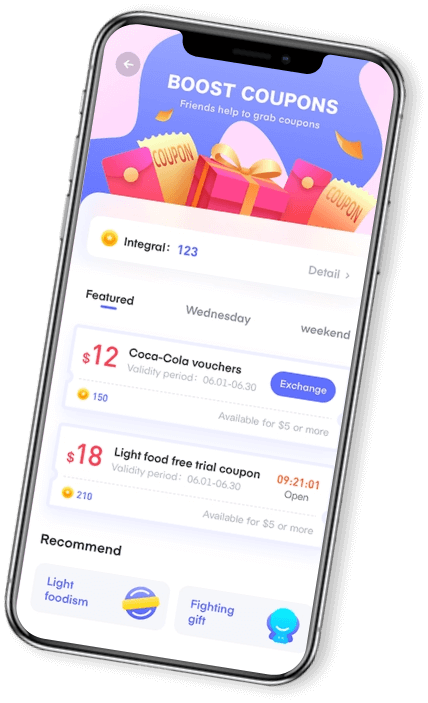 BOOST COUPONS
Friends help to grab coupons
COUPON
COUPON
Integral: 123
Detail >
Featured
Wednesday
weekend
$12
Coca-Cola vouchers
Validity period: 06.01-06.30
Exchange
150
Available for $5 or more
$18
Light food free trial coupon
Validity period: 06.01-06.30
09:21:01
Open
210
Available for $5 or more
Recommend
Light
foodism
Fighting
gift